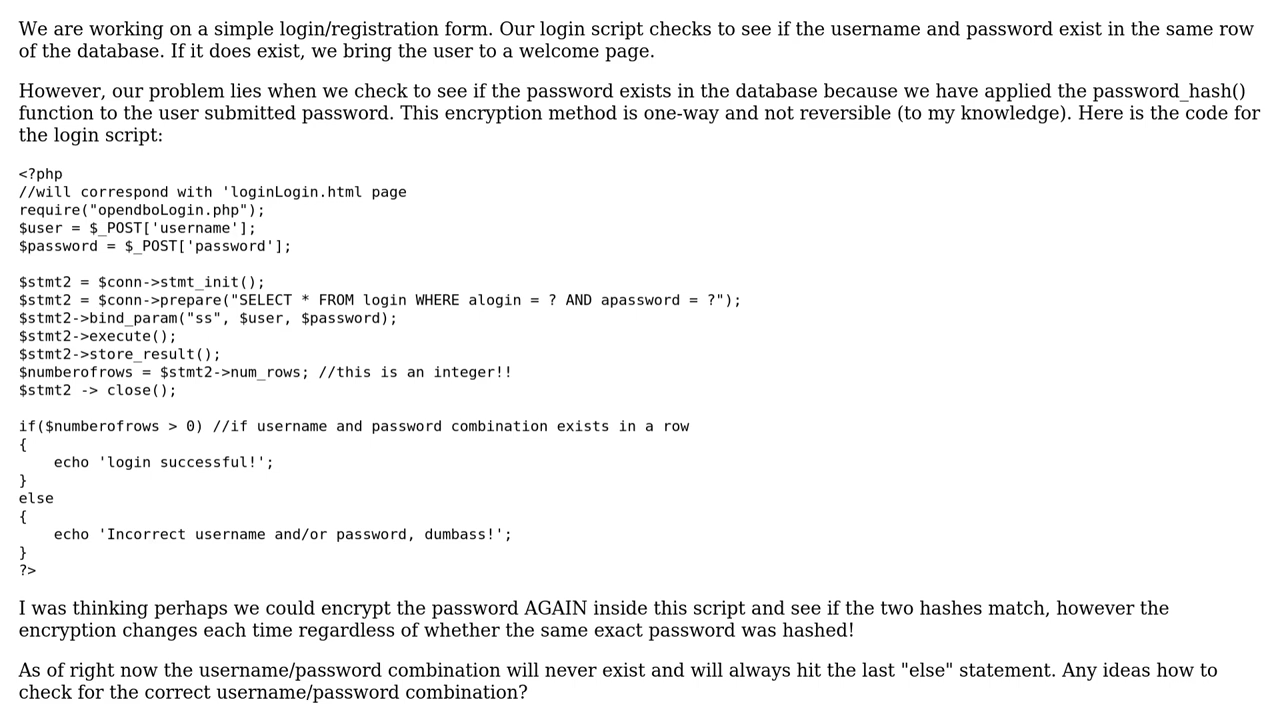 We are working on a simple login/registration form. Our login script checks to see if the username and password exist in the same row
of the database. If it does exist, we bring the user to a welcome page.
However, our problem lies when we check to see if the password exists in the database because we have applied the password_hash()
function to the user submitted password. This encryption method is one-way and not reversible (to my knowledge). Here is the code for
the login script:
<?php
//will correspond with 'loginLogin.html page
require("opendboLogin.php");
$user = $_POST['username'];
$password = $_POST['password'];
$stmt2 = $conn->stmt_init();
$stmt2 = $conn->prepare("SELECT * FROM login WHERE alogin = ? AND apassword = ?");
$stmt2->bind_param("ss", $user, $password);
$stmt2->execute();
$stmt2->store_result();
$numberofrows = $stmt2->num_rows; //this is an integer!!
$stmt2 -> close();
if($numberofrows > 0) //if username and password combination exists in a row
{
    echo 'login successful!';
}
else
{
    echo 'Incorrect username and/or password, dumbass!';
}
?>
I was thinking perhaps we could encrypt the password AGAIN inside this script and see if the two hashes match, however the
encryption changes each time regardless of whether the same exact password was hashed!
As of right now the username/password combination will never exist and will always hit the last "else" statement. Any ideas how to
check for the correct username/password combination?